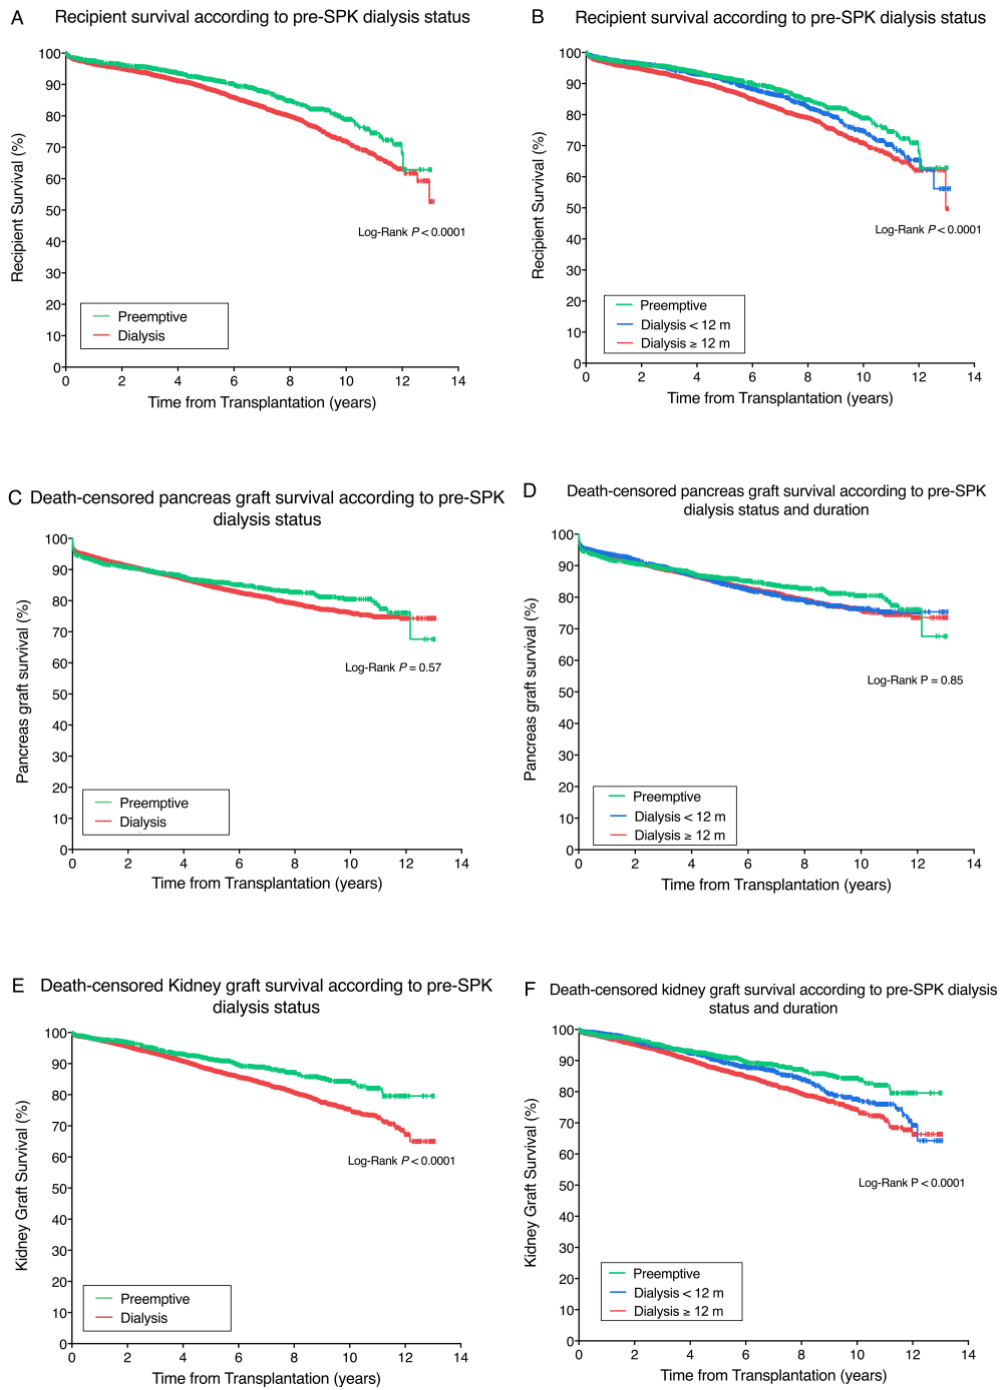 A Recipient survival according to pre-SPK dialysis status
100
90
80
70
60
50
40
30
20
10
0
Recipient Survival (%)
Log-Rank P < 0.0001
Preemptive
Dialysis
0 2 4 6 8 10 12 14
Time from Transplantation (years)
B Recipient survival according to pre-SPK dialysis status
100
90
80
70
60
50
40
30
20
10
0
Recipient Survival (%)
Log-Rank P < 0.0001
Preemptive
Dialysis < 12 m
Dialysis ≥ 12 m
0 2 4 6 8 10 12 14
Time from Transplantation (years)
C Death-censored pancreas graft survival according to pre-SPK
dialysis status
100
90
80
70
60
50
40
30
20
10
0
Pancreas graft survival (%)
Log-Rank P = 0.57
Preemptive
Dialysis
0 2 4 6 8 10 12 14
Time from Transplantation (years)
D Death-censored pancreas graft survival according to pre-SPK
dialysis status and duration
100
90
80
70
60
50
40
30
20
10
0
Pancreas graft survival (%)
Log-Rank P = 0.85
Preemptive
Dialysis < 12 m
Dialysis ≥ 12 m
0 2 4 6 8 10 12 14
Time from Transplantation (years)
E Death-censored Kidney graft survival according to pre-SPK
dialysis status
100
90
80
70
60
50
40
30
20
10
0
Kidney Graft Survival (%)
Log-Rank P < 0.0001
Preemptive
Dialysis
0 2 4 6 8 10 12 14
Time from Transplantation (years)
F Death-censored kidney graft survival according to pre-SPK dialysis
status and duration
100
90
80
70
60
50
40
30
20
10
0
Kidney Graft Survival (%)
Log-Rank P < 0.0001
Preemptive
Dialysis < 12 m
Dialysis ≥ 12 m
0 2 4 6 8 10 12 14
Time from Transplantation (years)